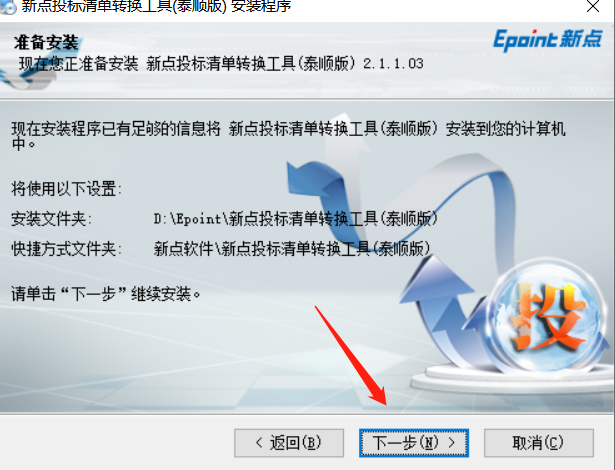 新点投标清单转换工具(泰顺版) 安装程序
准备安装
现在您正准备安装 新点投标清单转换工具(泰顺版) 2.1.1.03
Epoint新点
现在安装程序已有足够的信息将 新点投标清单转换工具(泰顺版) 安装到您的计算机
中。
将使用以下设置:
安装文件夹: D:\Epoint\新点投标清单转换工具(泰顺版)
快捷方式文件夹: 新点软件\新点投标清单转换工具(泰顺版)
请单击“下一步”继续安装。
投
< 返回(B)
下一步(N) >
取消(C)